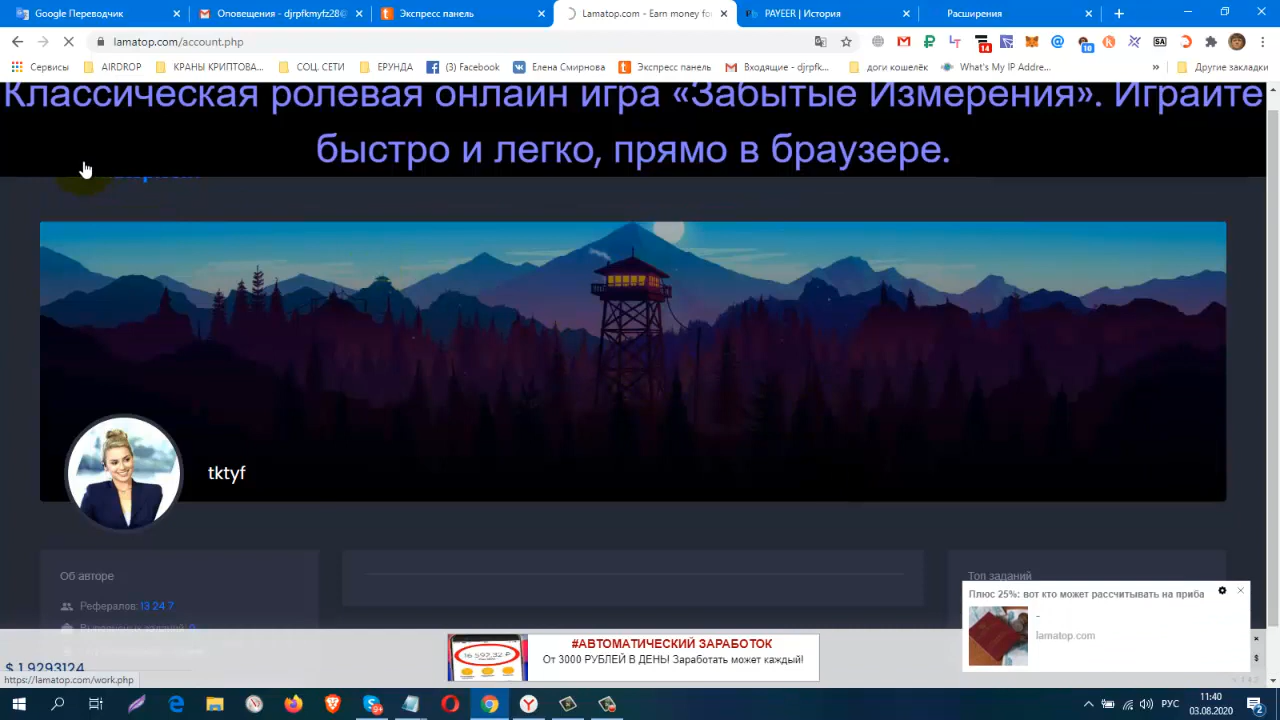 Google Переводчик
Оповещения - djrpfkmyfz28@
Экспресс панель
Lamatop.com - Earn money fo
PAYEER | История
Расширения
lamatop.com/account.php
14
10
Сервисы
AIRDROP
КРАНЫ КРИПТОВА...
СОЦ. СЕТИ
ЕРУНДА
(3) Facebook
Елена Смирнова
Экспресс панель
Входящие - djrpfk...
доги кошелёк
What's My IP Addre...
»
Другие закладки
Классическая ролевая онлайн игра «Забытые Измерения». Играйте
быстро и легко, прямо в браузере.
tktyf
Об авторе
Рефералов: 13 24 7
Топ заданий
Плюс 25%: вот кто может рассчитывать на приба
-
lamatop.com
#АВТОМАТИЧЕСКИЙ ЗАРАБОТОК
От 3000 РУБЛЕЙ В ДЕНЬ! Заработать может каждый!
$ 1.9293124
https://lamatop.com/work.php
РУС
11:40
03.08.2020
2